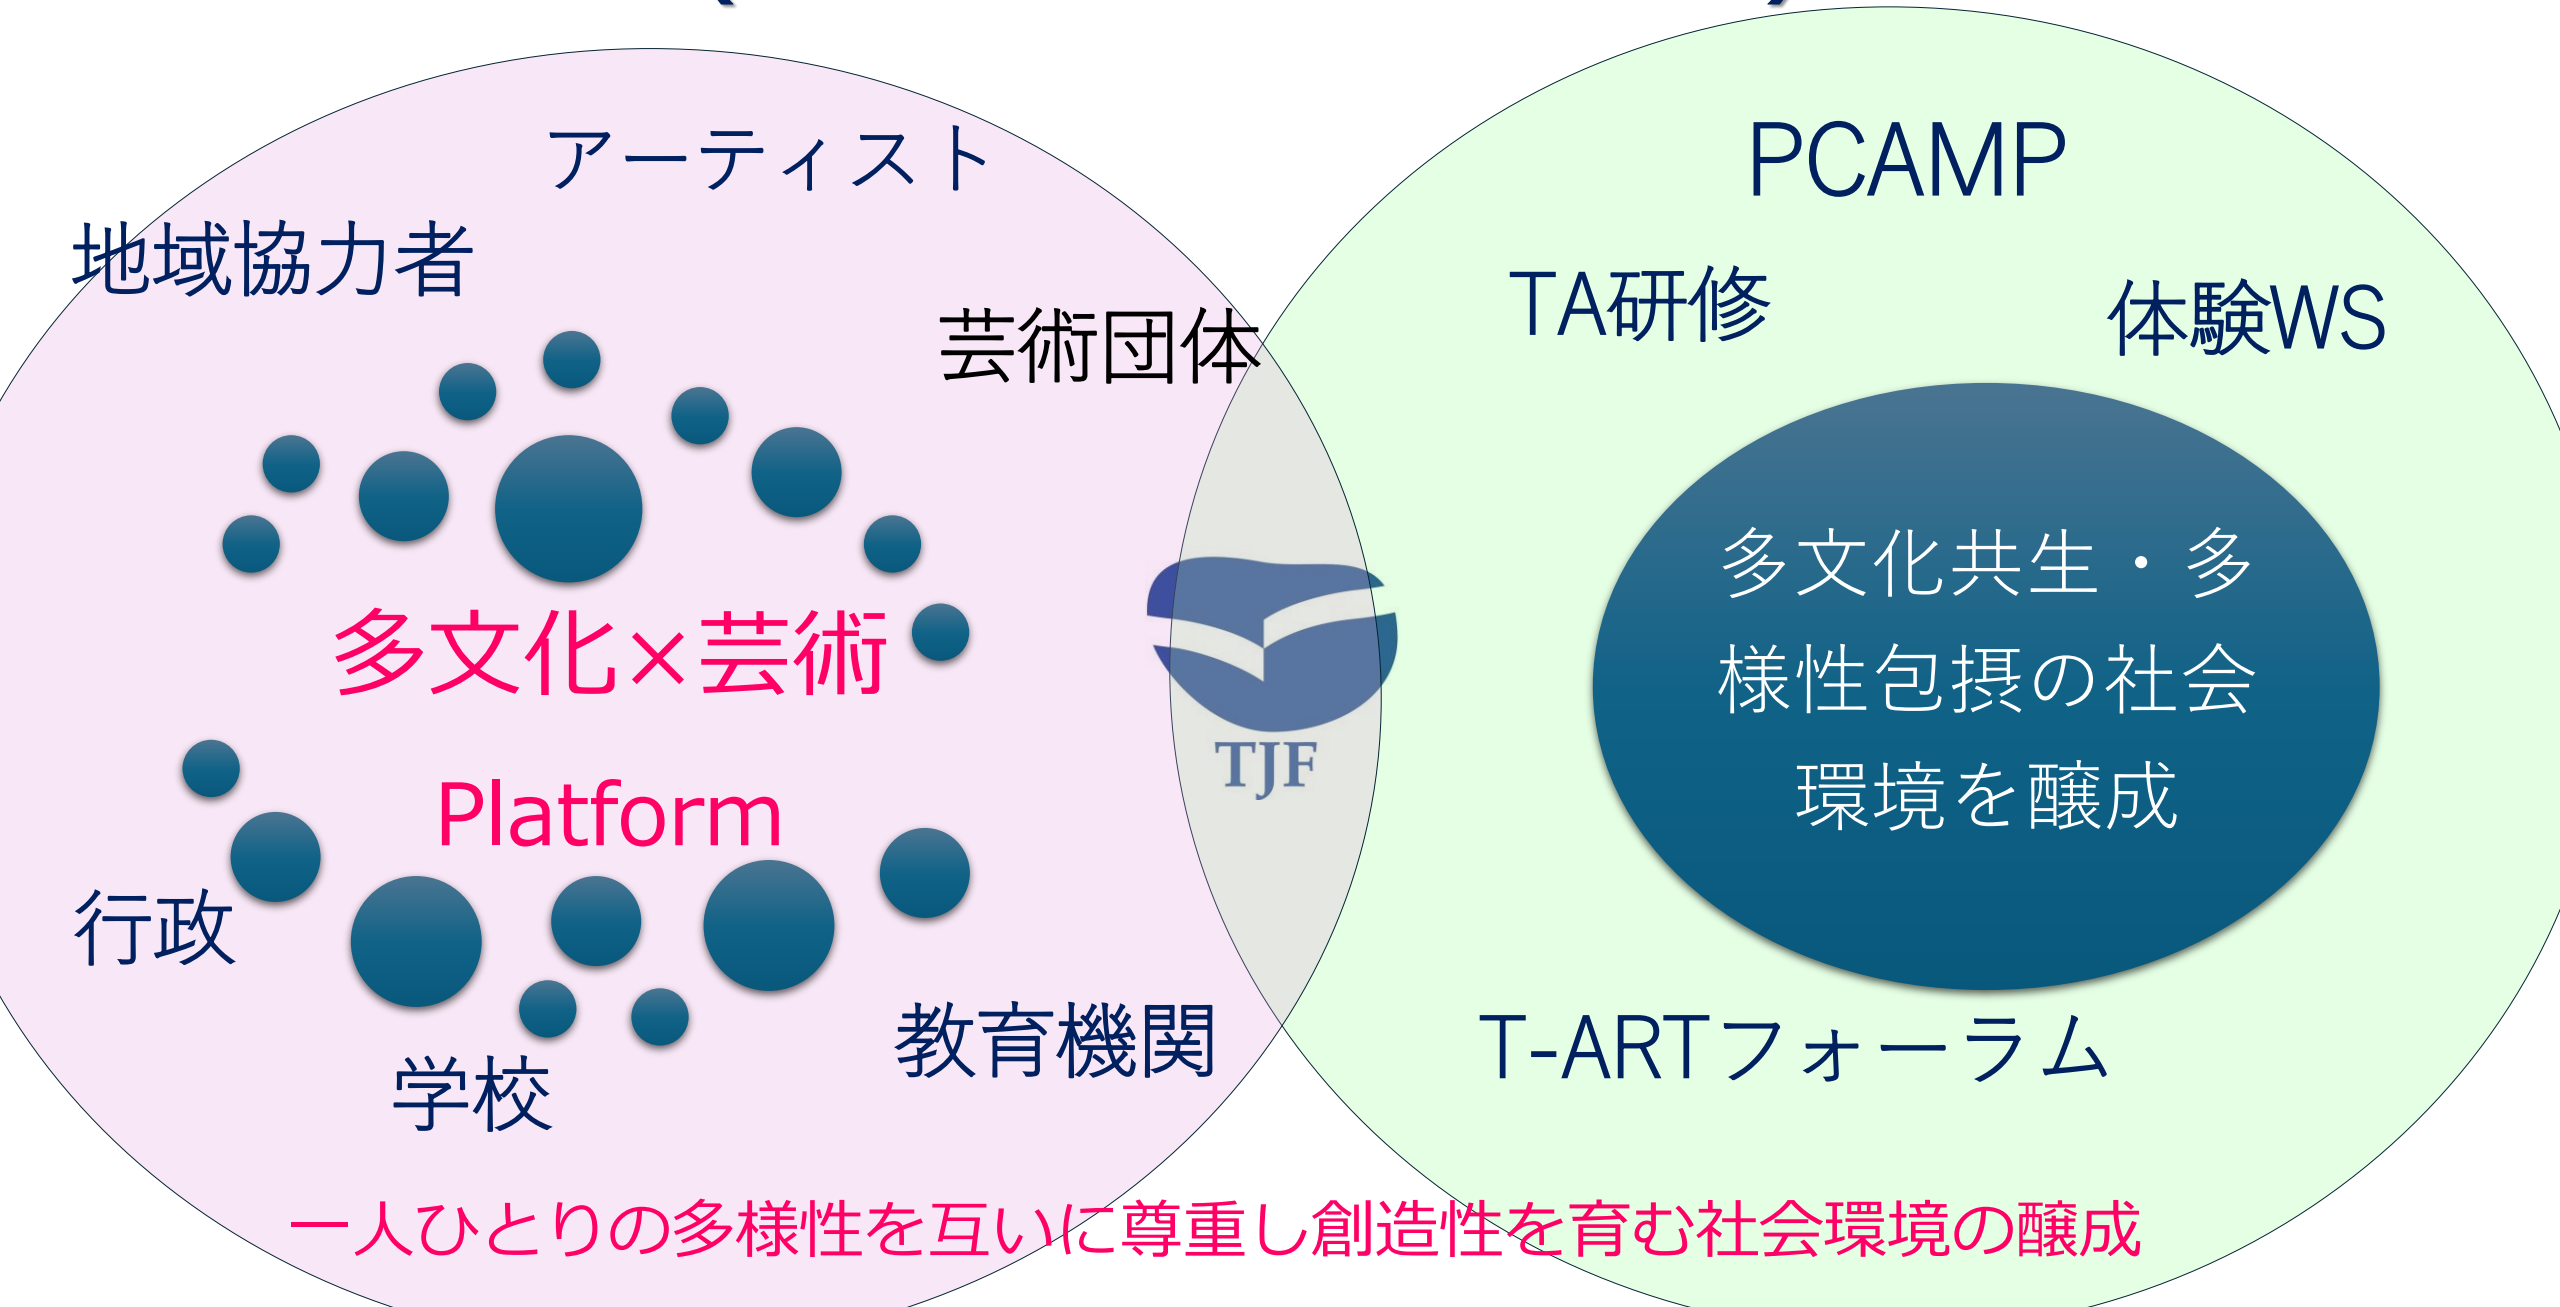 アーティスト
地域協力者
芸術団体
多文化×芸術
Platform
行政
学校
教育機関
TJF
PCAMP
TA研修
体験WS
多文化共生・多
様性包摂の社会
環境を醸成
T-ARTフォーラム
一人ひとりの多様性を互いに尊重し創造性を育む社会環境の醸成